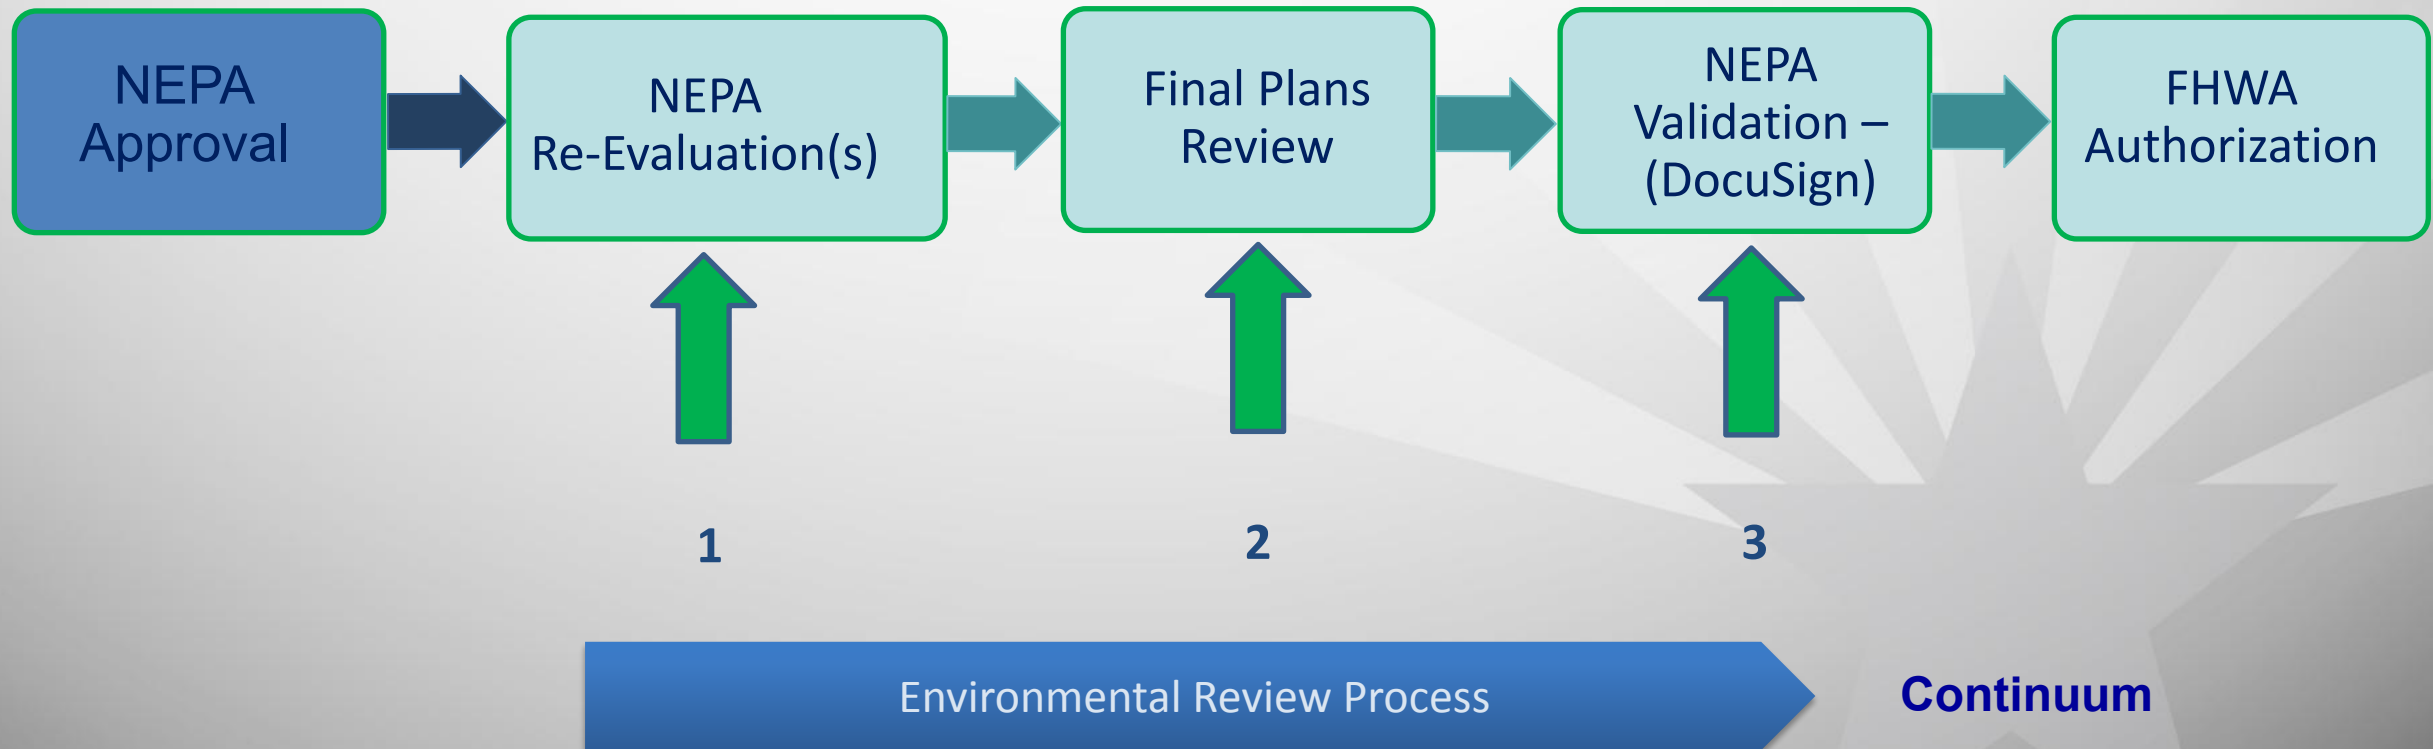 NEPA
Approval
NEPA
Re-Evaluation(s)
Final Plans
Review
NEPA
Validation –
(DocuSign)
FHWA
Authorization
1
2
3
Environmental Review Process
Continuum